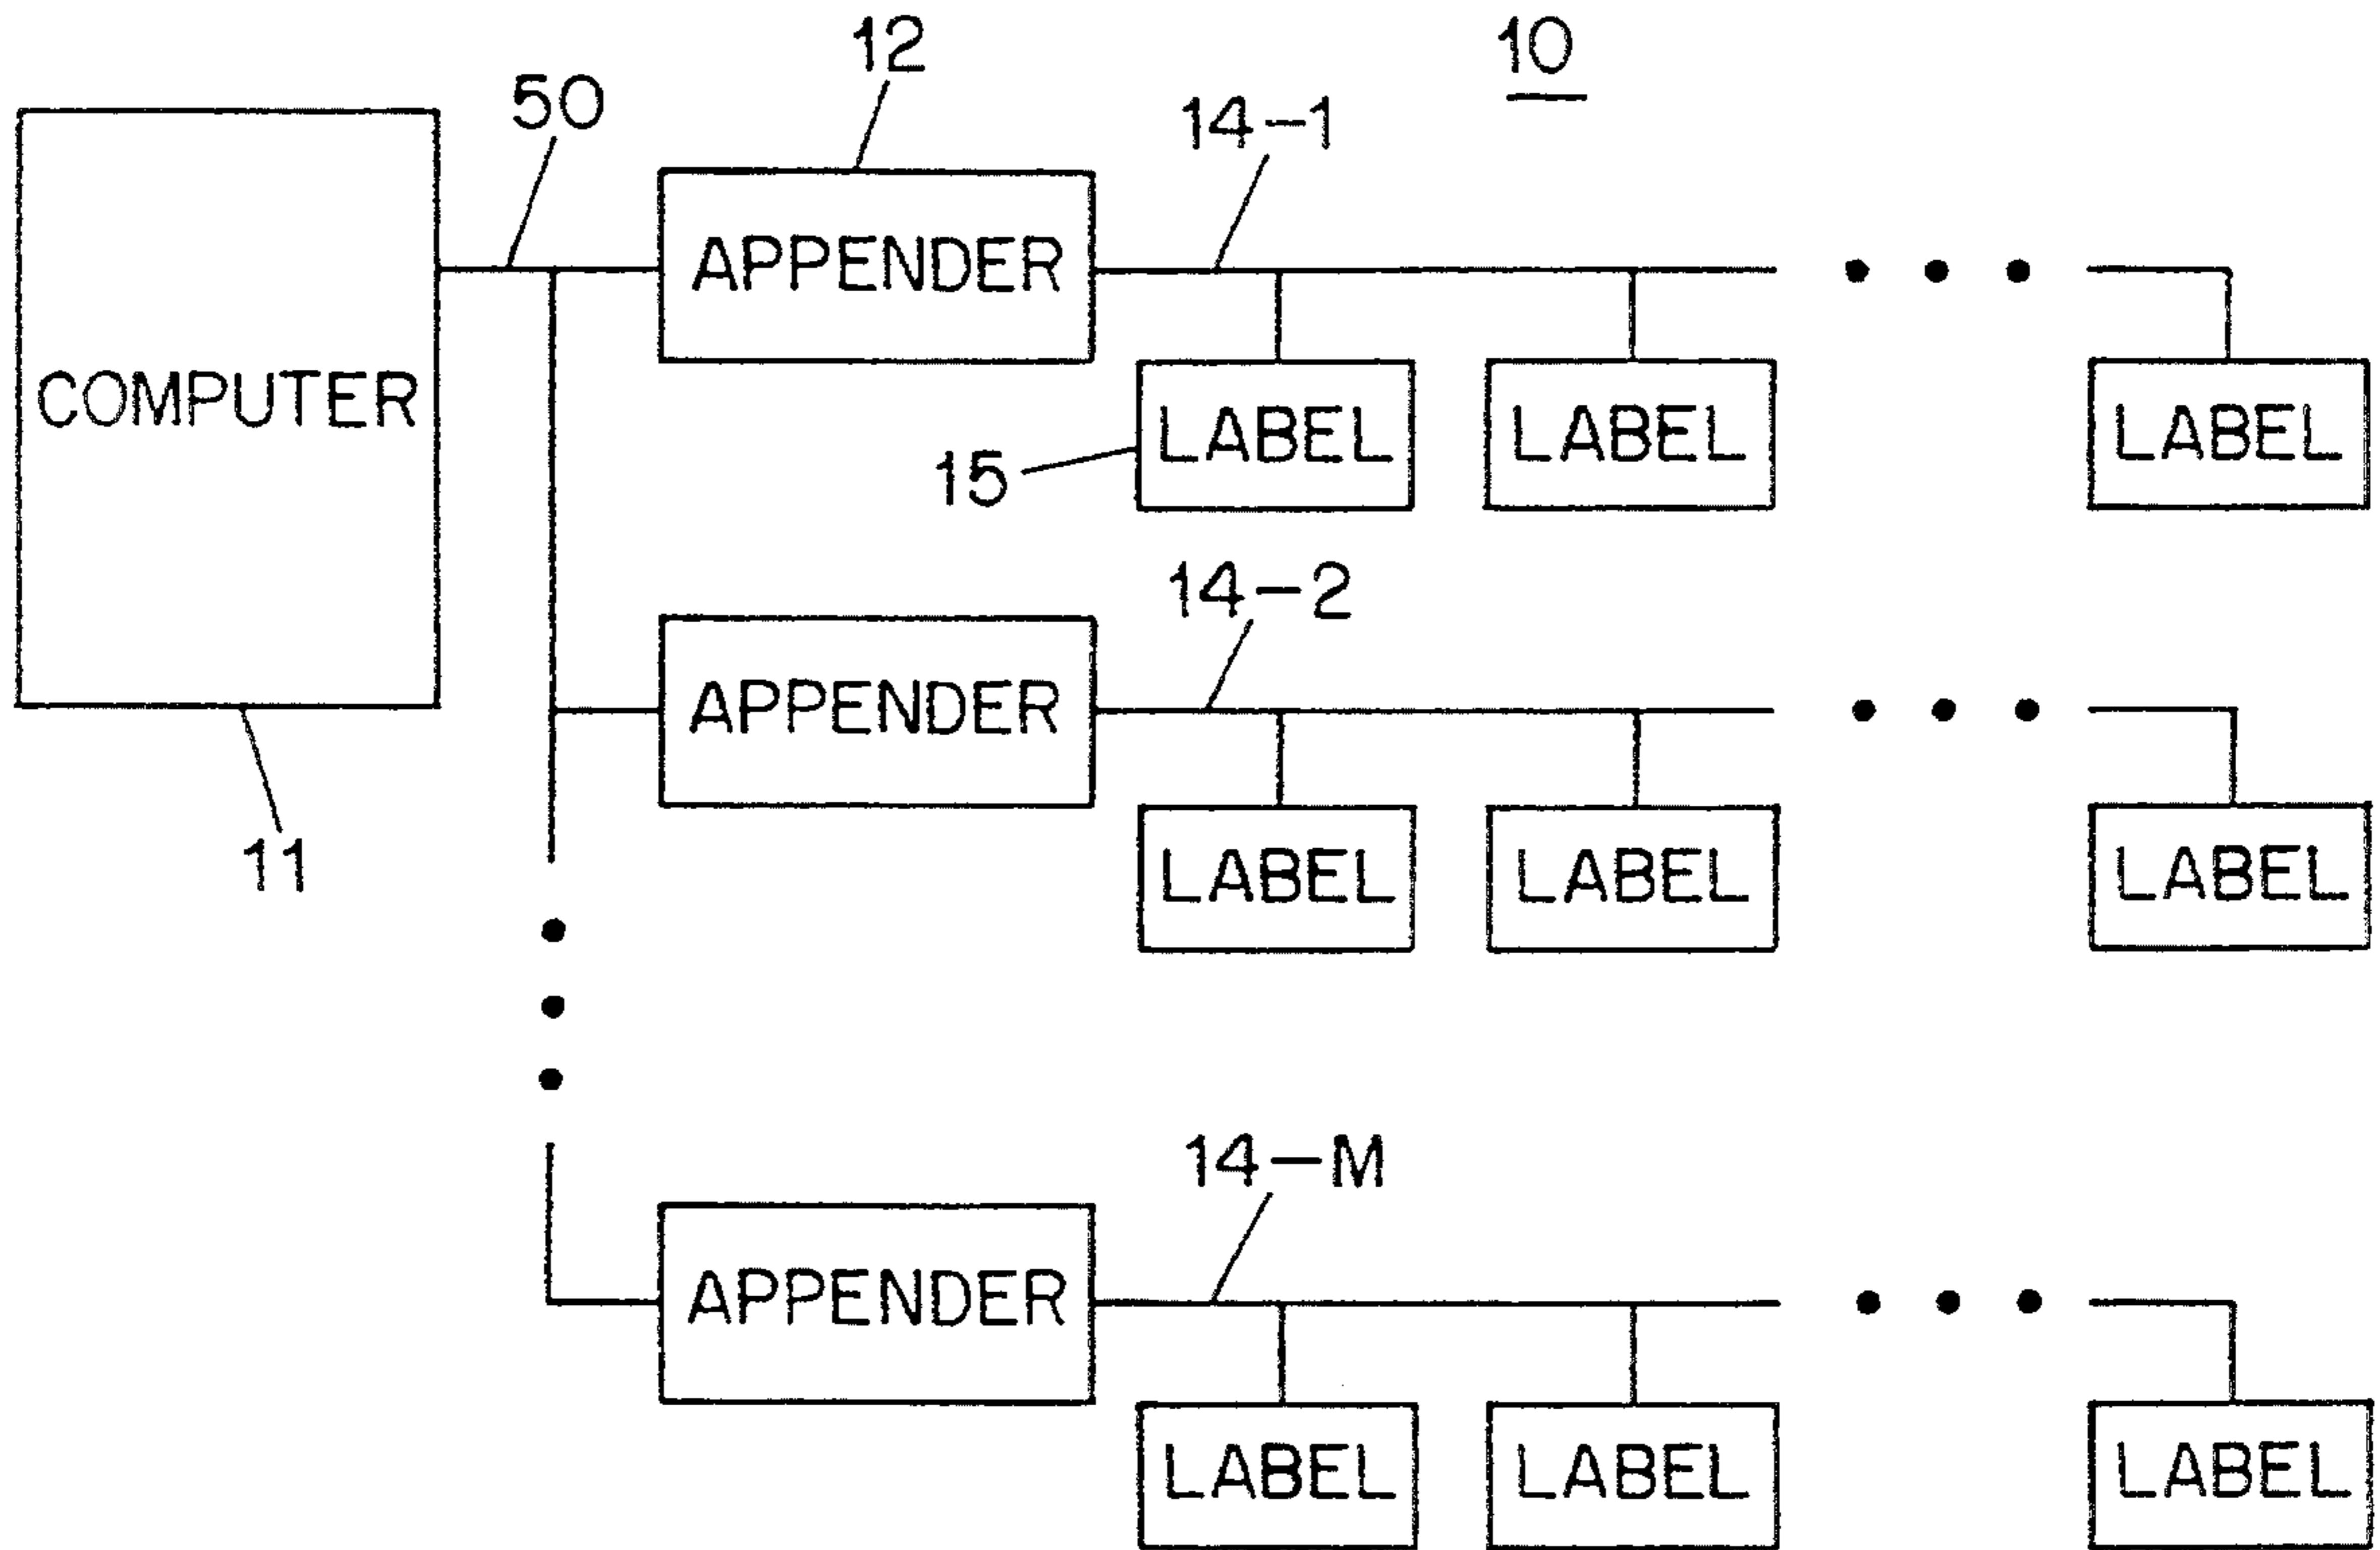 12
10
50
14-1
APPENDER
COMPUTER
LABEL LABEL LABEL
15
14-2
APPENDER
11
LABEL LABEL LABEL
14-M
APPENDER
LABEL LABEL LABEL